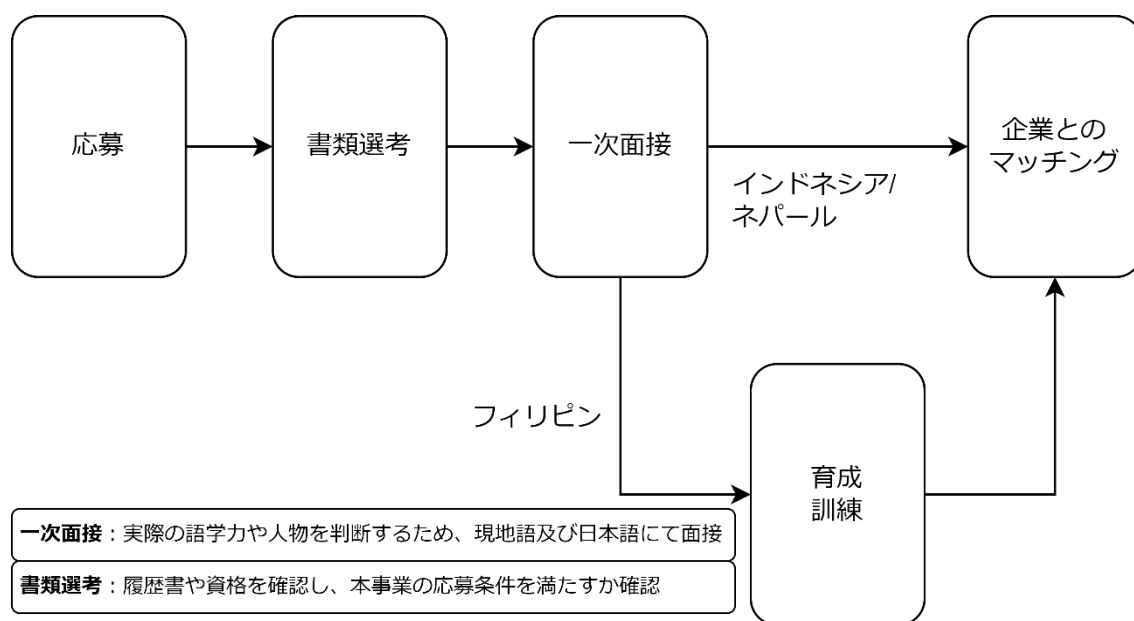 応募
書類選考
一次面接
企業との
マッチング
インドネシア/
ネパール
フィリピン
育成
訓練
一次面接：実際の語学力や人物を判断するため、現地語及び日本語にて面接
書類選考：履歴書や資格を確認し、本事業の応募条件を満たすか確認